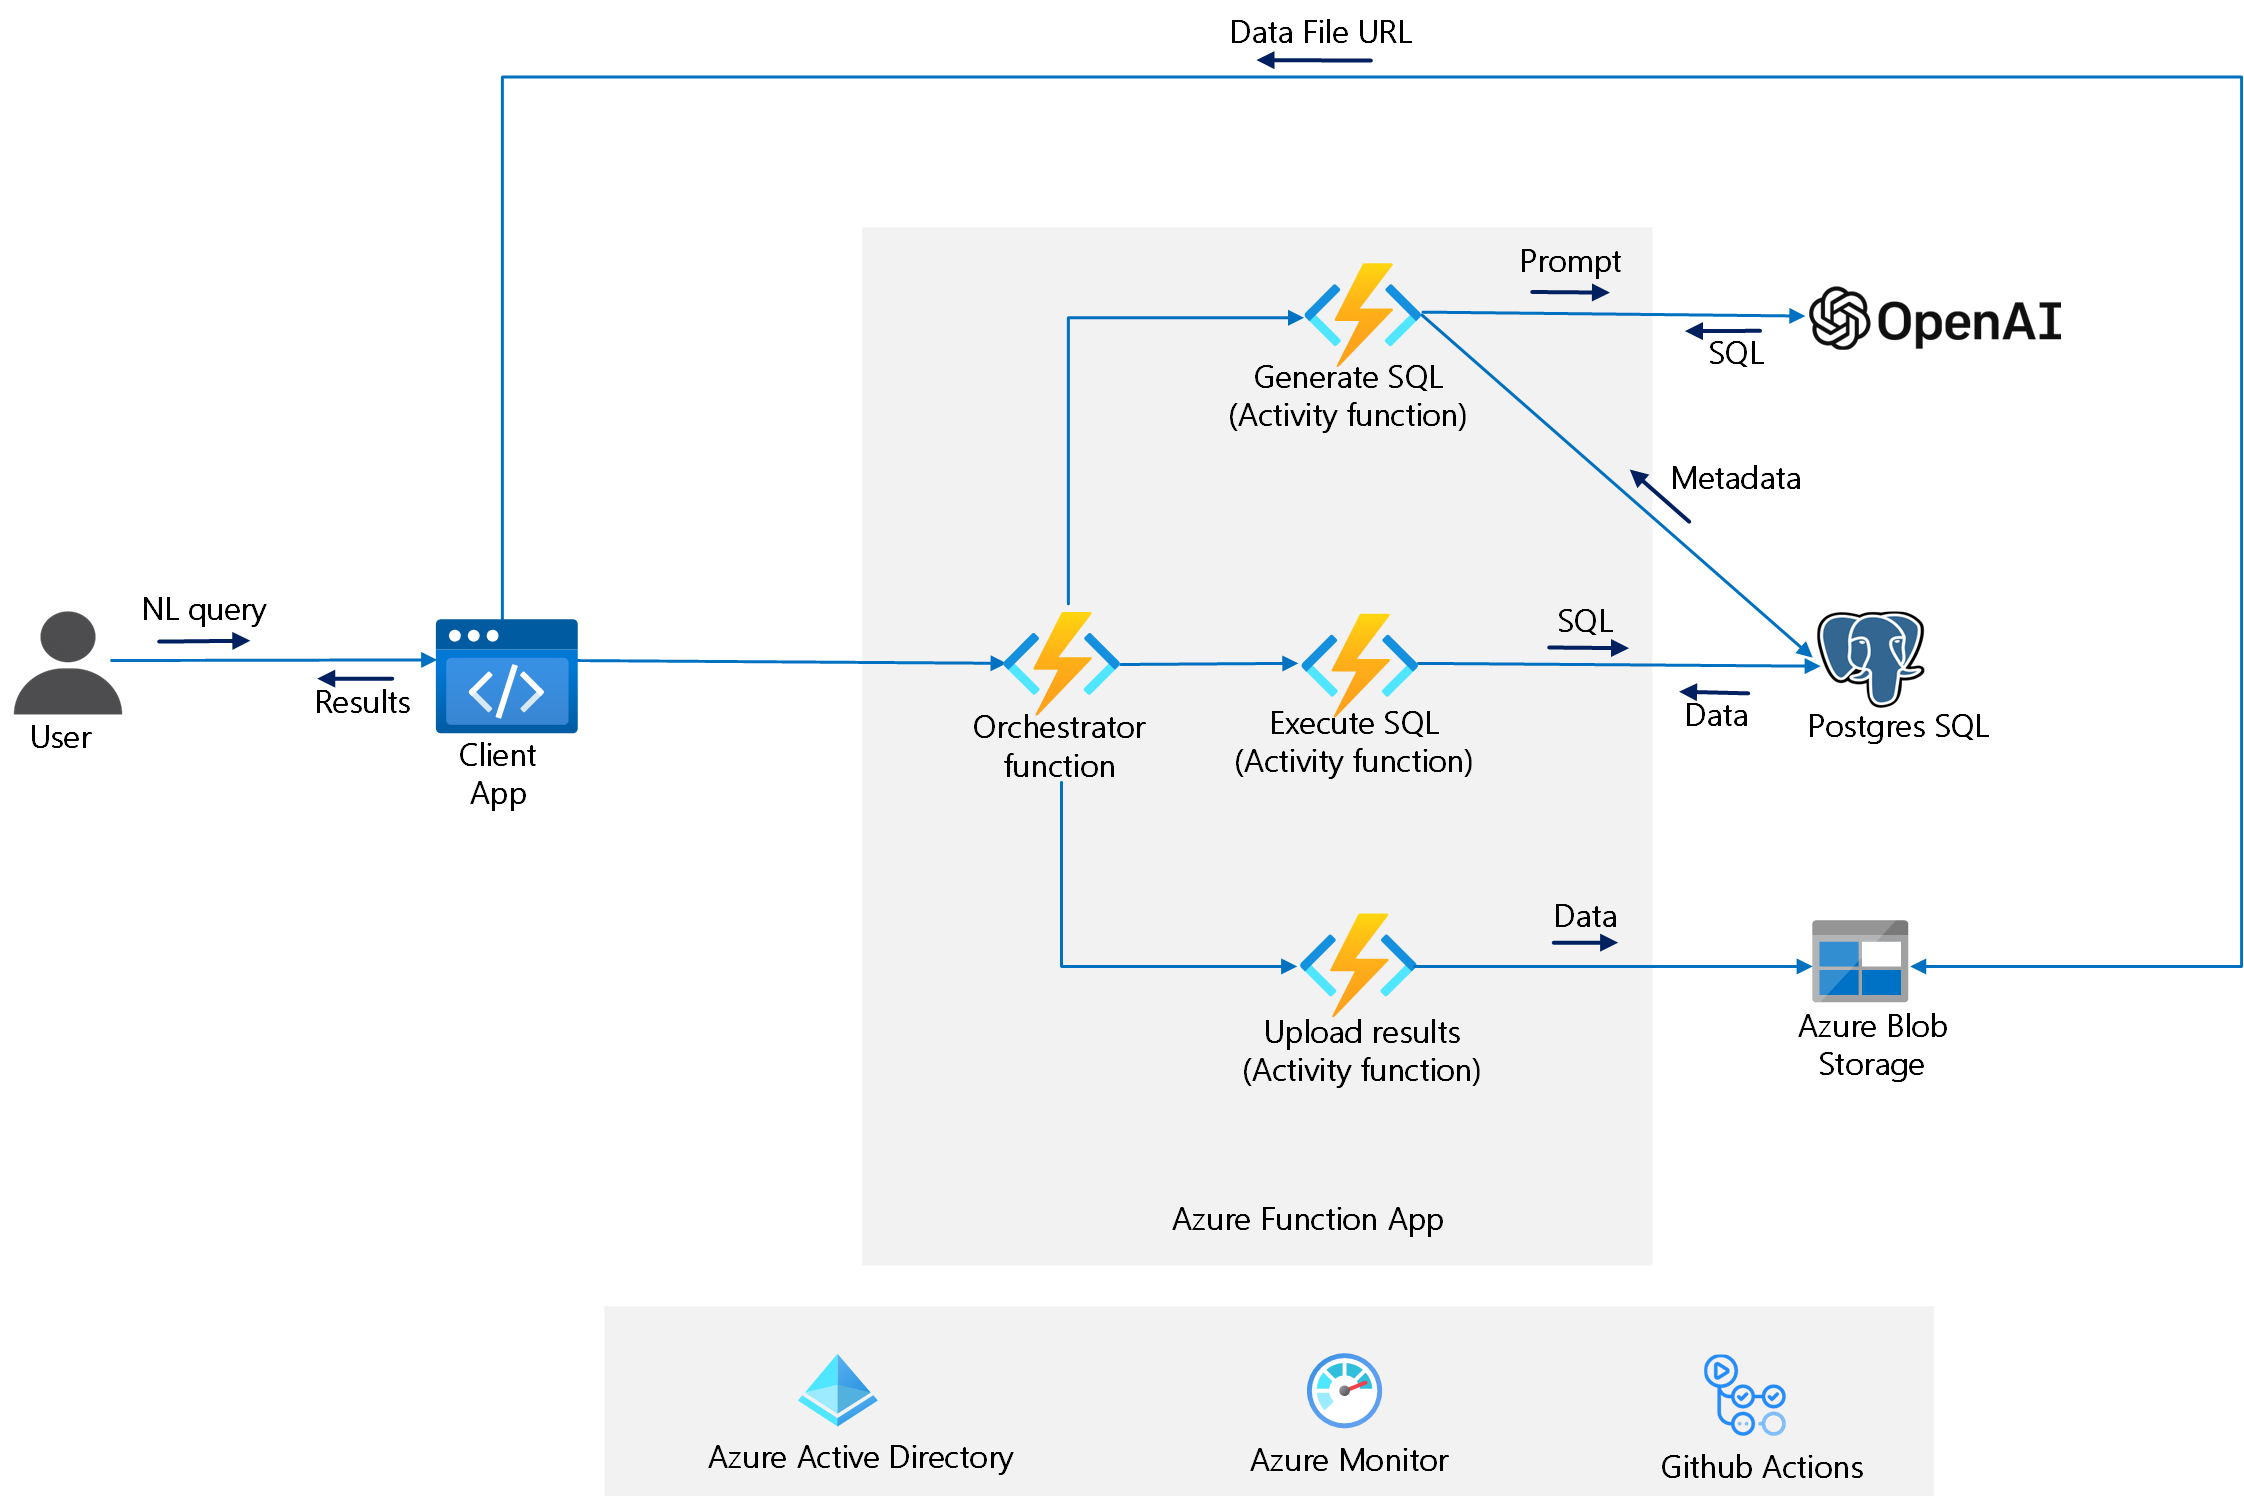 Data File URL
Prompt
OpenAI
SQL
Generate SQL
(Activity function)
Metadata
NL query
Results
User
Client
App
Orchestrator
function
Execute SQL
(Activity function)
SQL
Data
Postgres SQL
Data
Upload results
(Activity function)
Azure Blob
Storage
Azure Function App
Azure Active Directory
Azure Monitor
Github Actions